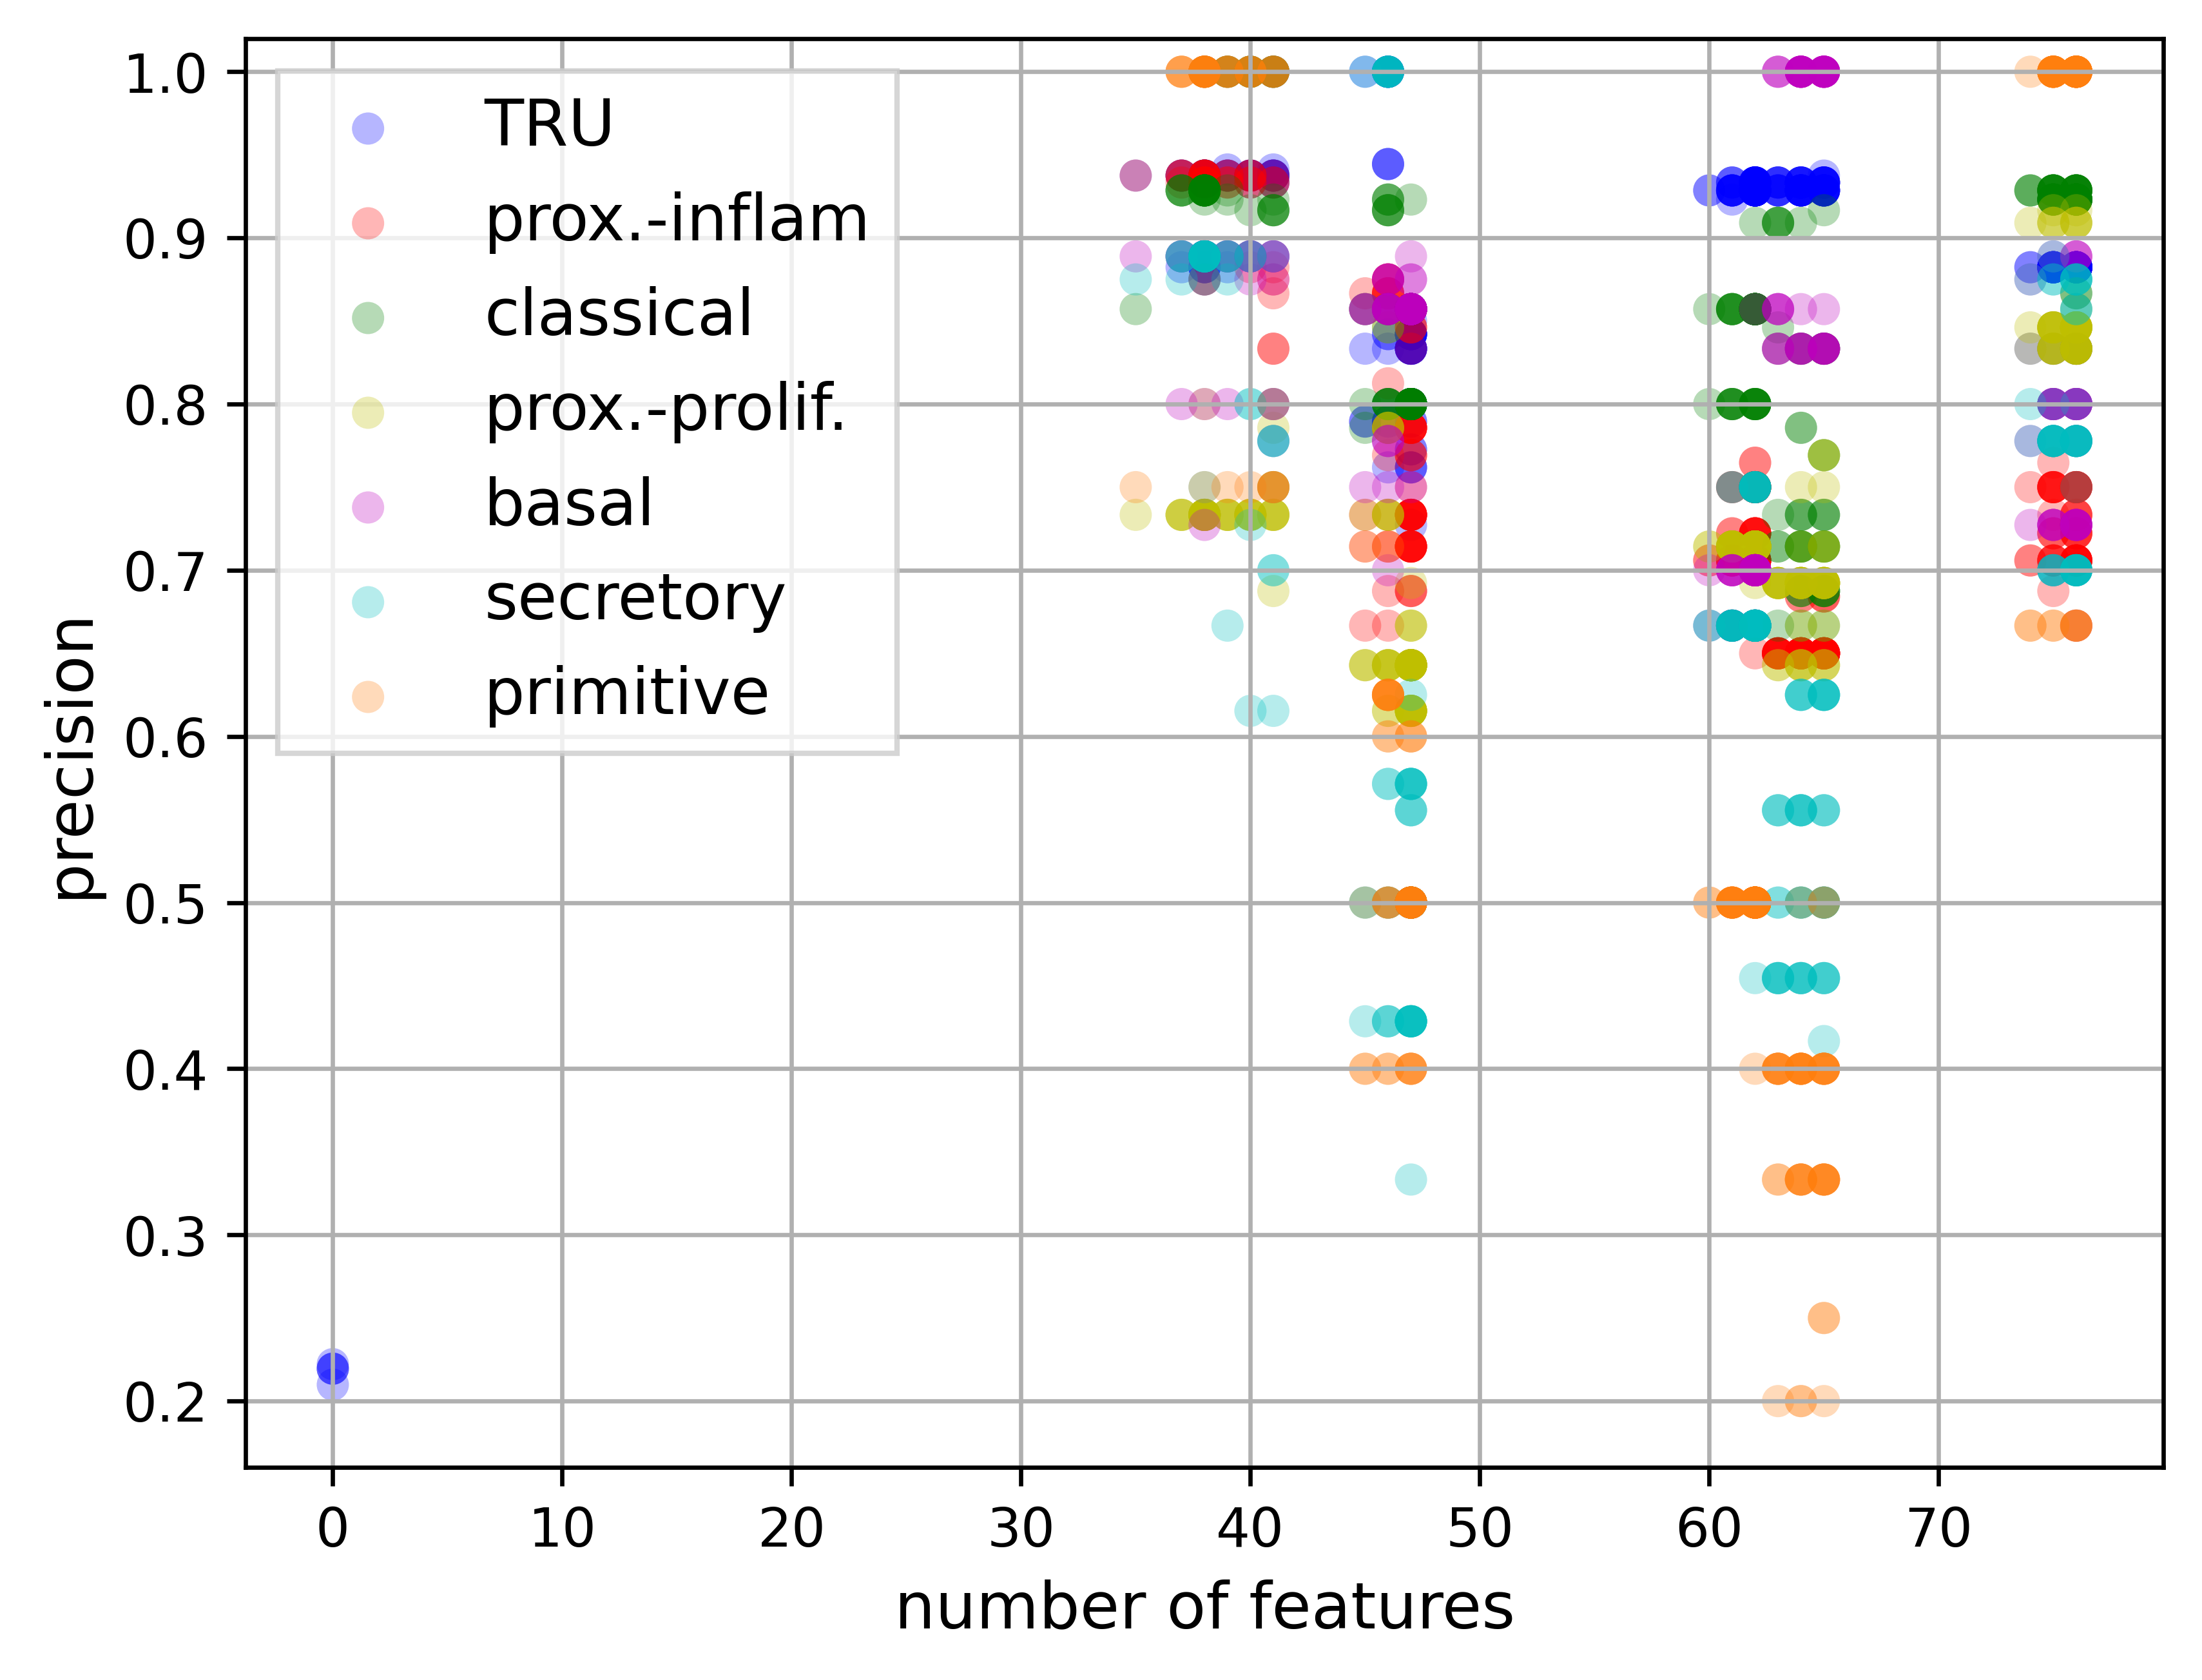 1.0
0.9
0.8
0.7
0.6
0.5
0.4
0.3
0.2
precision
TRU
prox.-inflam
classical
prox.-prolif.
basal
secretory
primitive
0 10 20 30 40 50 60 70
number of features